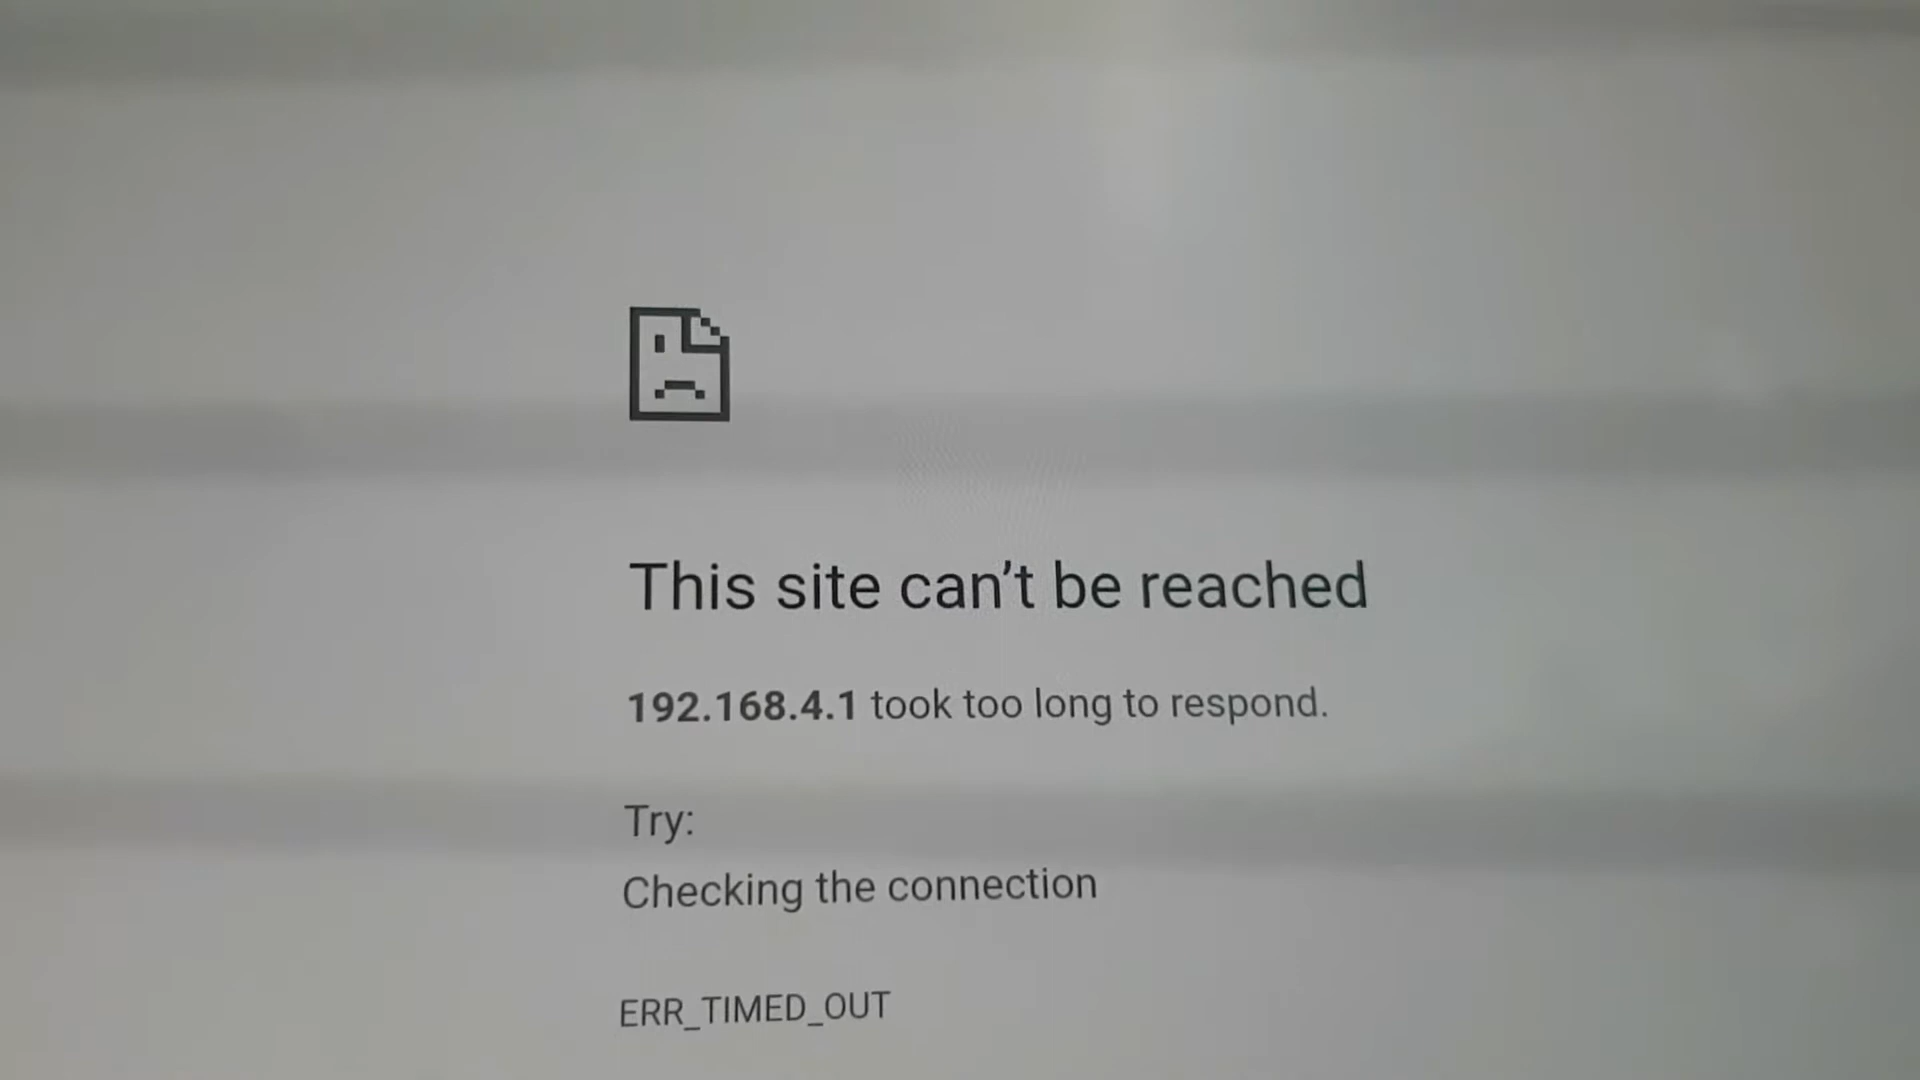 This site can’t be reached
192.168.4.1 took too long to respond.
Try:
Checking the connection
ERR_TIMED_OUT